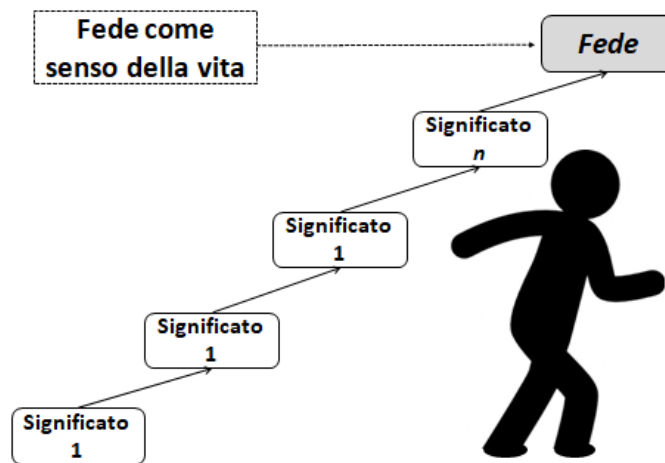 Fede come
senso della vita
Fede
Significato
n
Significato
1
Significato
1
Significato
1